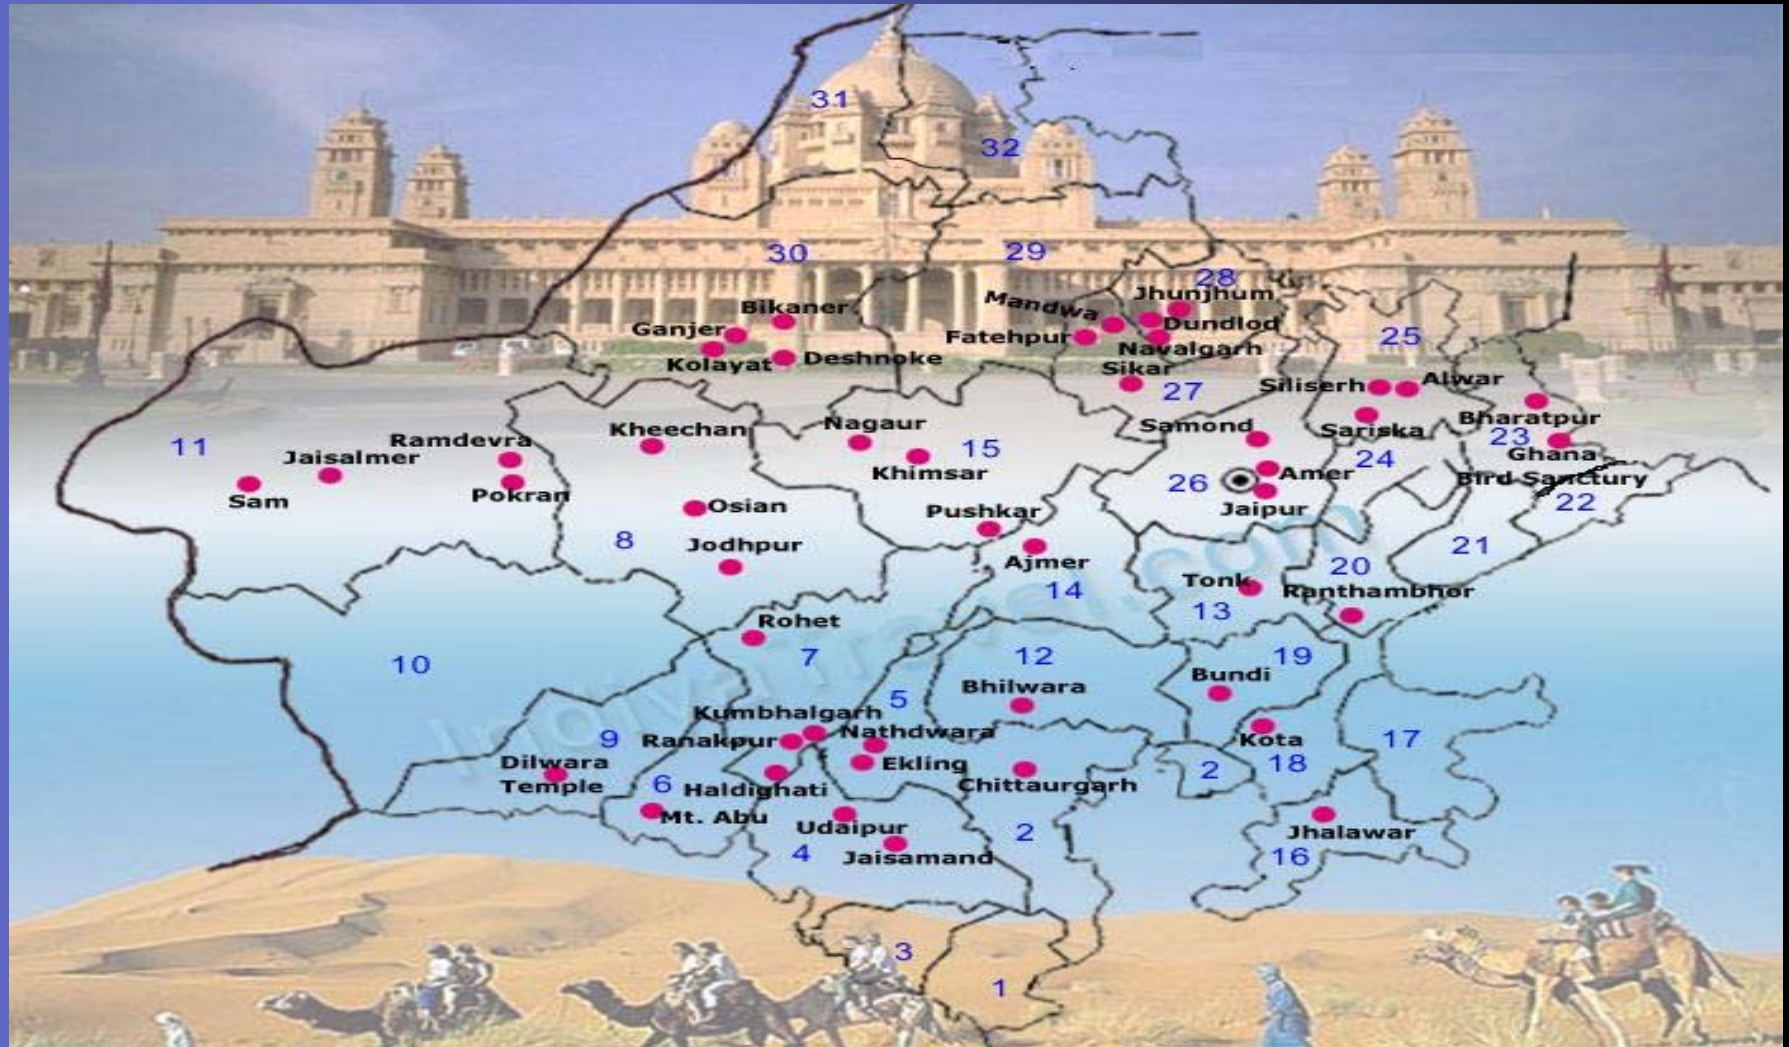 31
32
30
29
28
Jhunjhum
Mandwa
Bikaner
Ganjer
Dundlod
Fatehpur
25
Navalgarh
Kolayat
Deshnoke
Sikar
27
Siliserh
Alwar
Bharatpur
Nagaur
Samond
Kheechan
Sariska
23
Ramdevra
11
15
Ghana
Jaisalmer
24
Khimsar
Amer
Bird Sanctury
26
Pokran
Sam
22
Osian
Pushkar
Jaipur
8
Jodhpur
21
Ajmer
20
Tonk
14
Ranthambhor
13
Rohet
7
12
19
10
Bundi
Bhilwara
5
Kumbhalgarh
Nathdwara
9
Ranakpur
Kota
17
Dilwara
Temple
Ekling
18
2
6
Haldighati
Chittaurgarh
Mt. Abu
Udaipur
2
Jhalawar
4
Jaisamand
16
3
1
IndiyaTravel.com